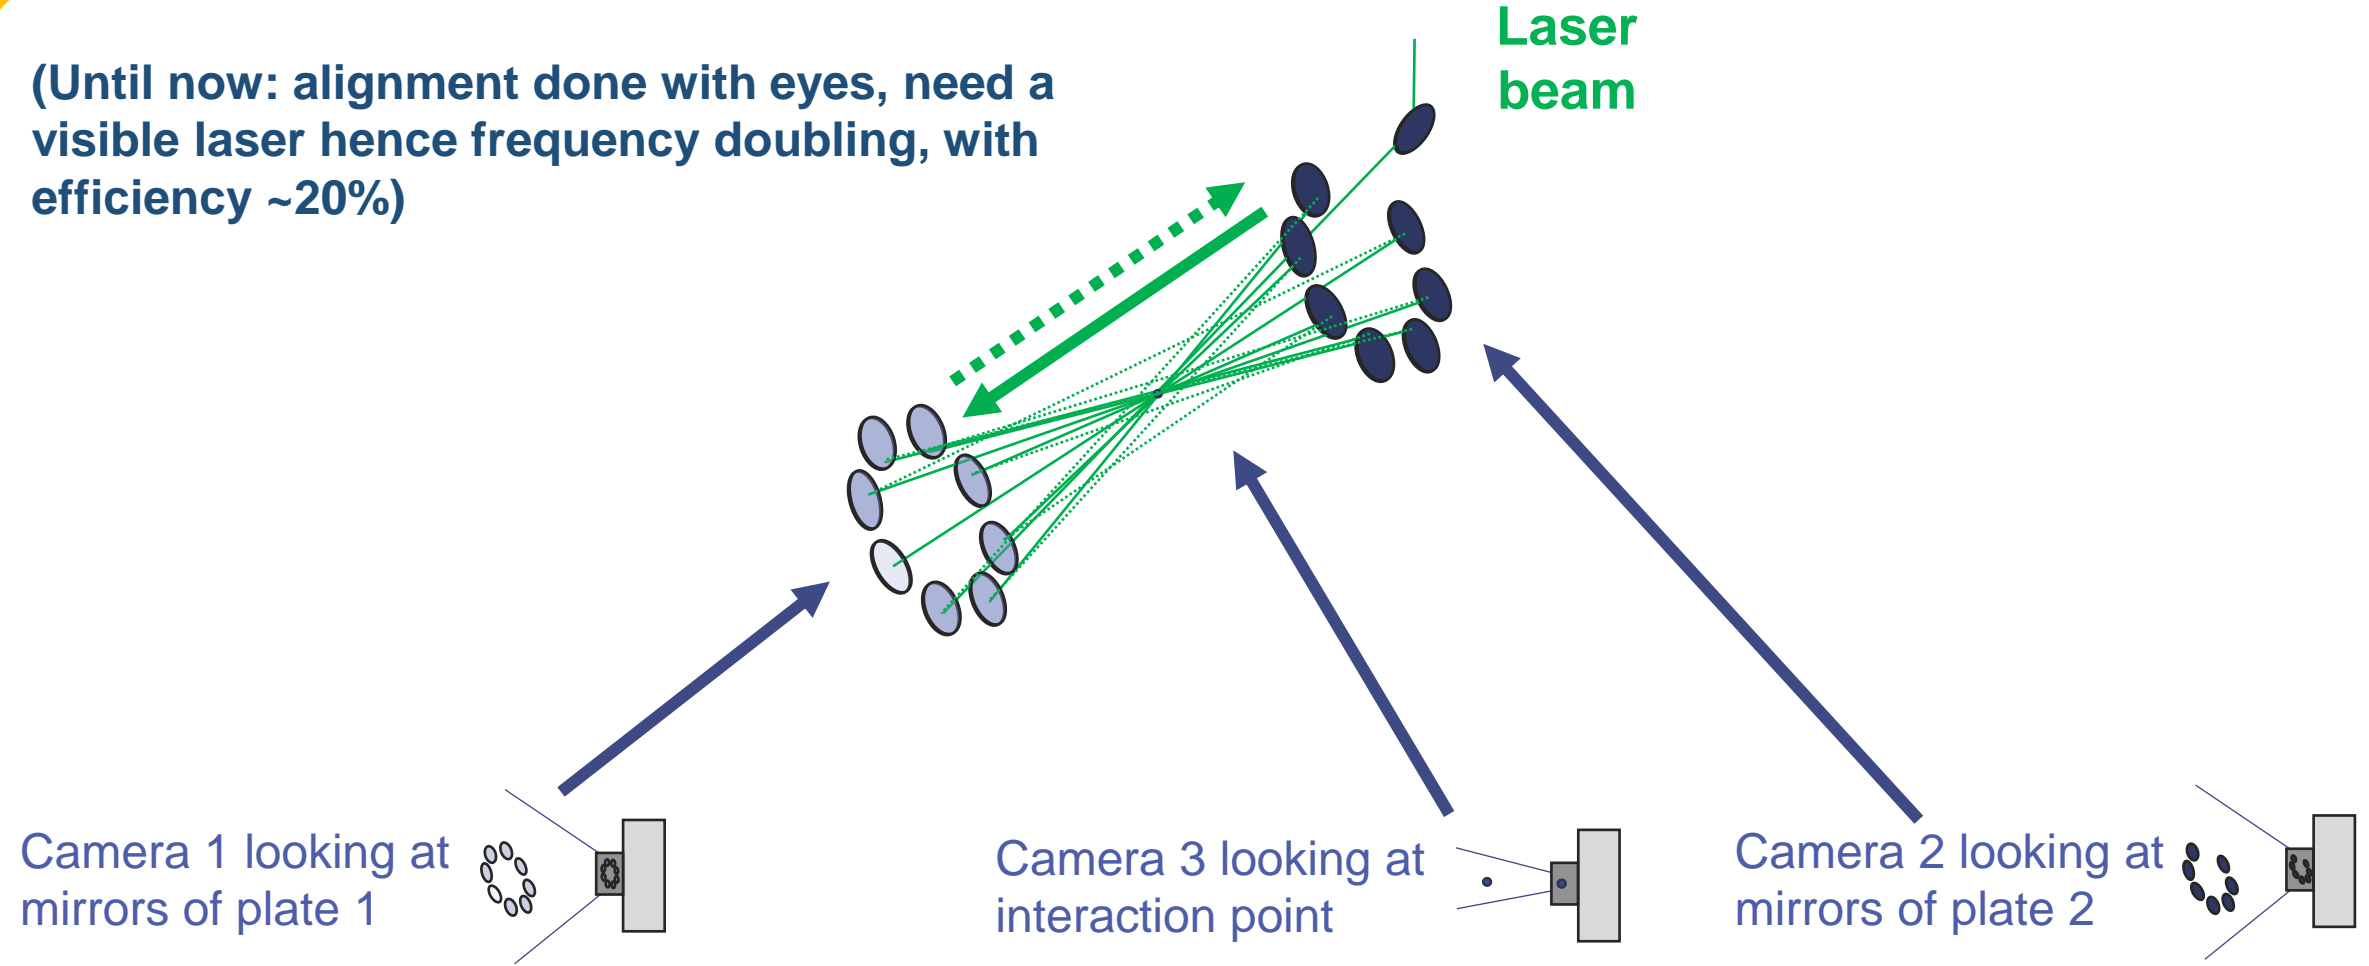 Laser
beam
(Until now: alignment done with eyes, need a
visible laser hence frequency doubling, with
efficiency ~20%)
Camera 1 looking at
mirrors of plate 1
Camera 3 looking at
interaction point
Camera 2 looking at
mirrors of plate 2